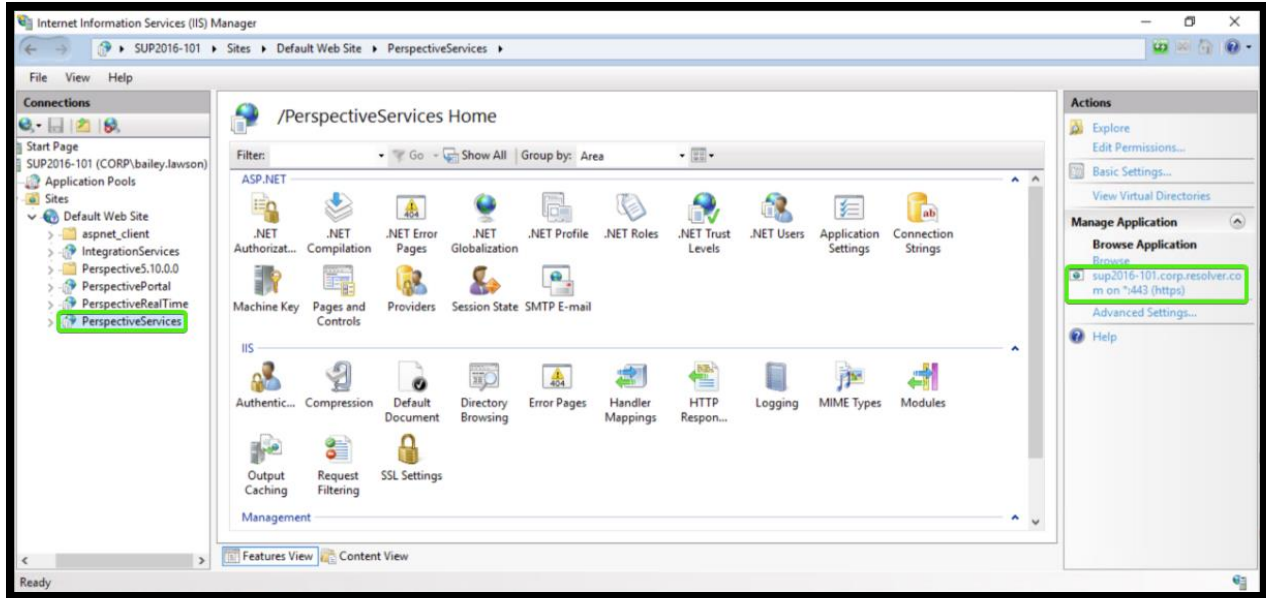 Internet Information Services (IIS) Manager
SUP2016-101 Sites Default Web Site PerspectiveServices
File View Help
Connections
Start Page
SUP2016-101 (CORP\bailey.lawson)
Application Pools
Sites
Default Web Site
aspnet_client
IntegrationServices
Perspective5.10.0.0
PerspectivePortal
PerspectiveRealTime
PerspectiveServices
/PerspectiveServices Home
Filter: Go Show All Group by: Area
ASP.NET
.NET Authorizat...
.NET Compilation
.NET Error Pages
.NET Globalization
.NET Profile
.NET Roles
.NET Trust Levels
.NET Users
Application Settings
Connection Strings
Machine Key
Pages and Controls
Providers
Session State
SMTP E-mail
IIS
Authentic...
Compression
Default Document
Directory Browsing
Error Pages
Handler Mappings
HTTP Respon...
Logging
MIME Types
Modules
Output Caching
Request Filtering
SSL Settings
Management
Features View Content View
Actions
Explore
Edit Permissions...
Basic Settings...
View Virtual Directories
Manage Application
Browse Application
Browse
sup2016-101.corp.resolver.co
m on *:443 (https)
Advanced Settings...
Help
Ready